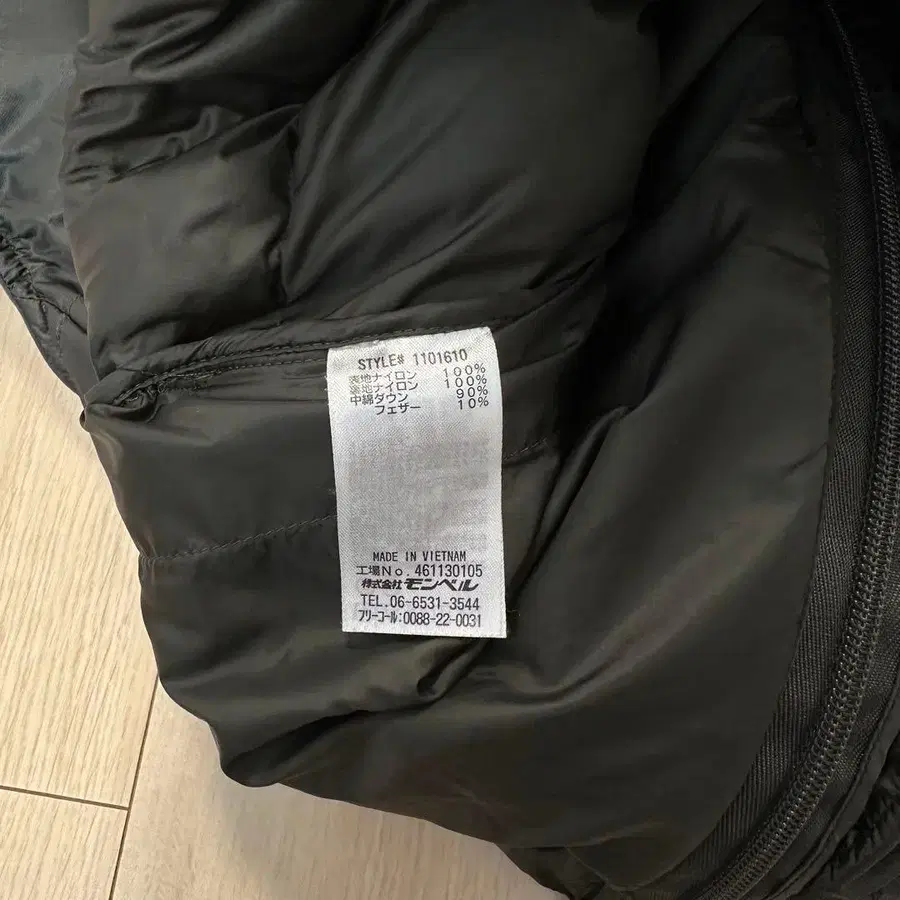 STYLE# 1101610
表地ナイロン 100%
裏地ナイロン 100%
中綿ダウン 90%
フェザー 10%
MADE IN VIETNAM
工場No. 461130105
株式会社モンベル
TEL.06-6531-3544
フリーコール:0088-22-0031